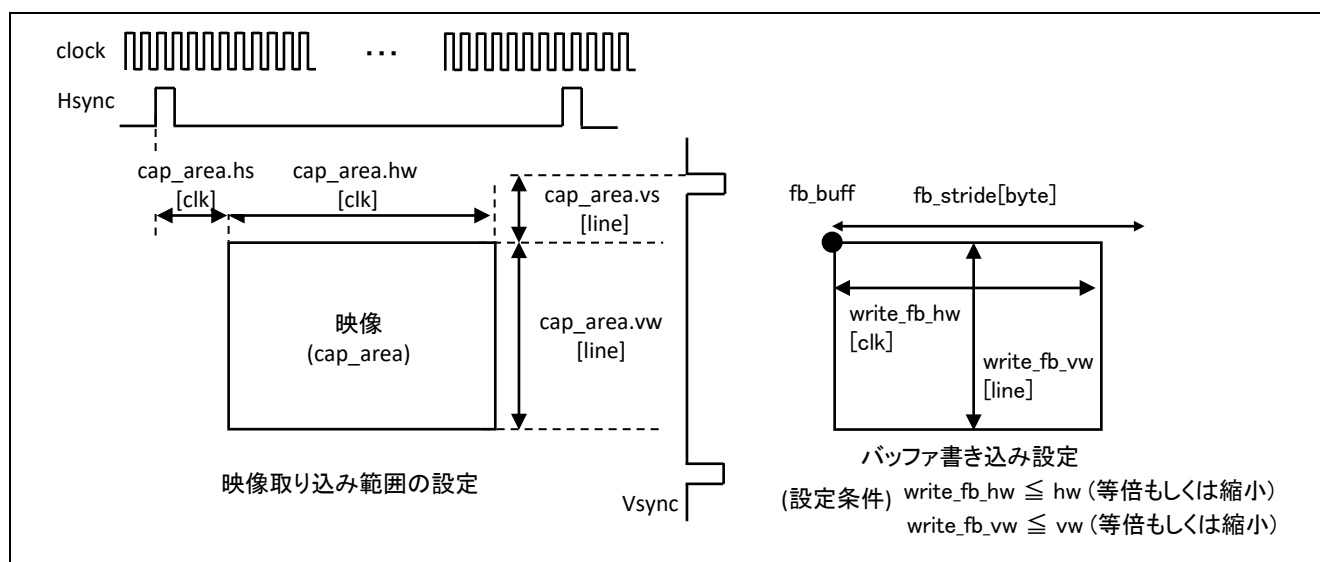 clock
・・・
Hsync
cap_area.hs
[clk]
cap_area.hw
[clk]
cap_area.vs
[line]
映像
(cap_area)
cap_area.vw
[line]
映像取り込み範囲の設定
Vsync
fb_buff
fb_stride[byte]
write_fb_hw
[clk]
write_fb_vw
[line]
バッファ書き込み設定
(設定条件) write_fb_hw ≦ hw (等倍もしくは縮小)
write_fb_vw ≦ vw (等倍もしくは縮小)